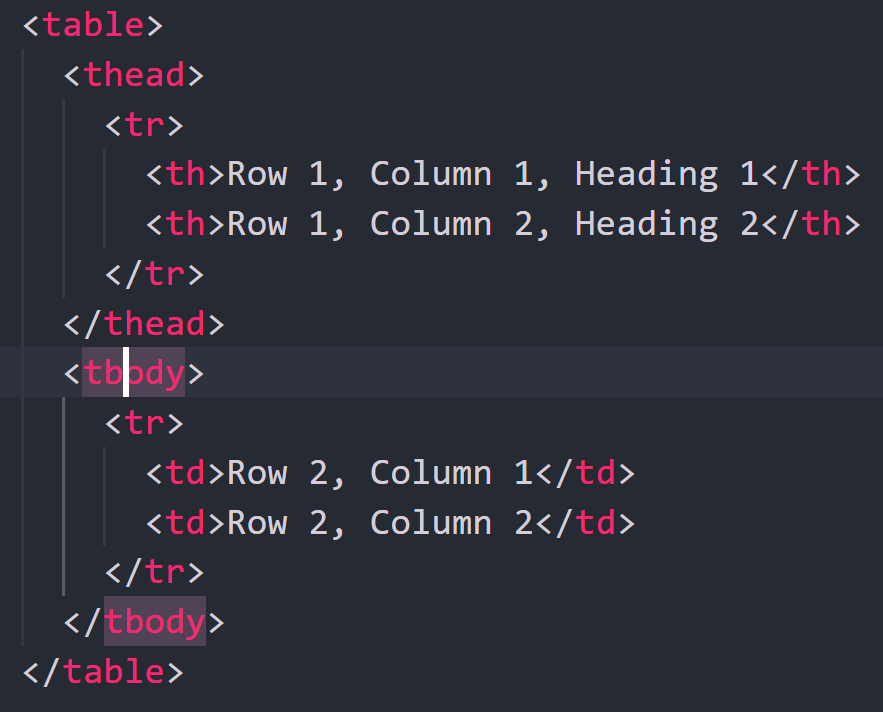 <table>
  <thead>
    <tr>
      <th>Row 1, Column 1, Heading 1</th>
      <th>Row 1, Column 2, Heading 2</th>
    </tr>
  </thead>
  <tbody>
    <tr>
      <td>Row 2, Column 1</td>
      <td>Row 2, Column 2</td>
    </tr>
  </tbody>
</table>